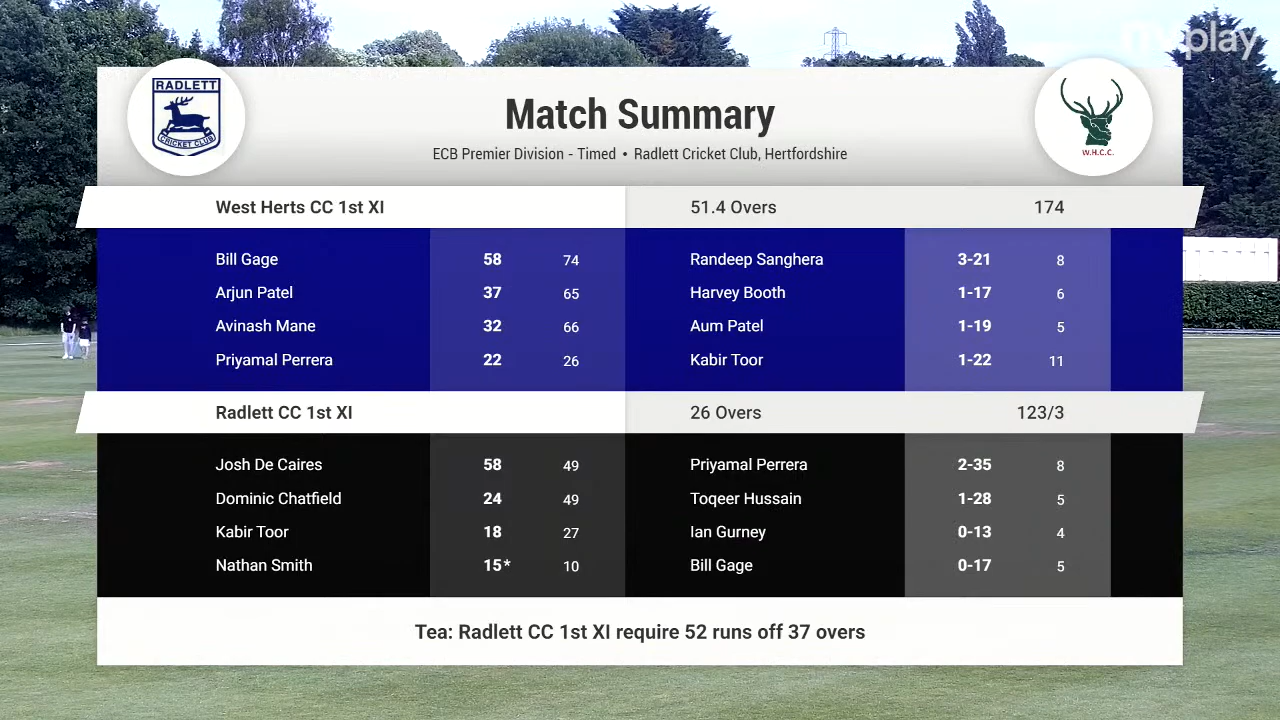 my play
RADLETT
CRICKET CLUB
W.H.C.C.
Match Summary
ECB Premier Division - Timed • Radlett Cricket Club, Hertfordshire
West Herts CC 1st XI 51.4 Overs 174
Bill Gage 58 74 Randeep Sanghera 3-21 8
Arjun Patel 37 65 Harvey Booth 1-17 6
Avinash Mane 32 66 Aum Patel 1-19 5
Priyamal Perrera 22 26 Kabir Toor 1-22 11
Radlett CC 1st XI 26 Overs 123/3
Josh De Caires 58 49 Priyamal Perrera 2-35 8
Dominic Chatfield 24 49 Toqeer Hussain 1-28 5
Kabir Toor 18 27 Ian Gurney 0-13 4
Nathan Smith 15* 10 Bill Gage 0-17 5
Tea: Radlett CC 1st XI require 52 runs off 37 overs